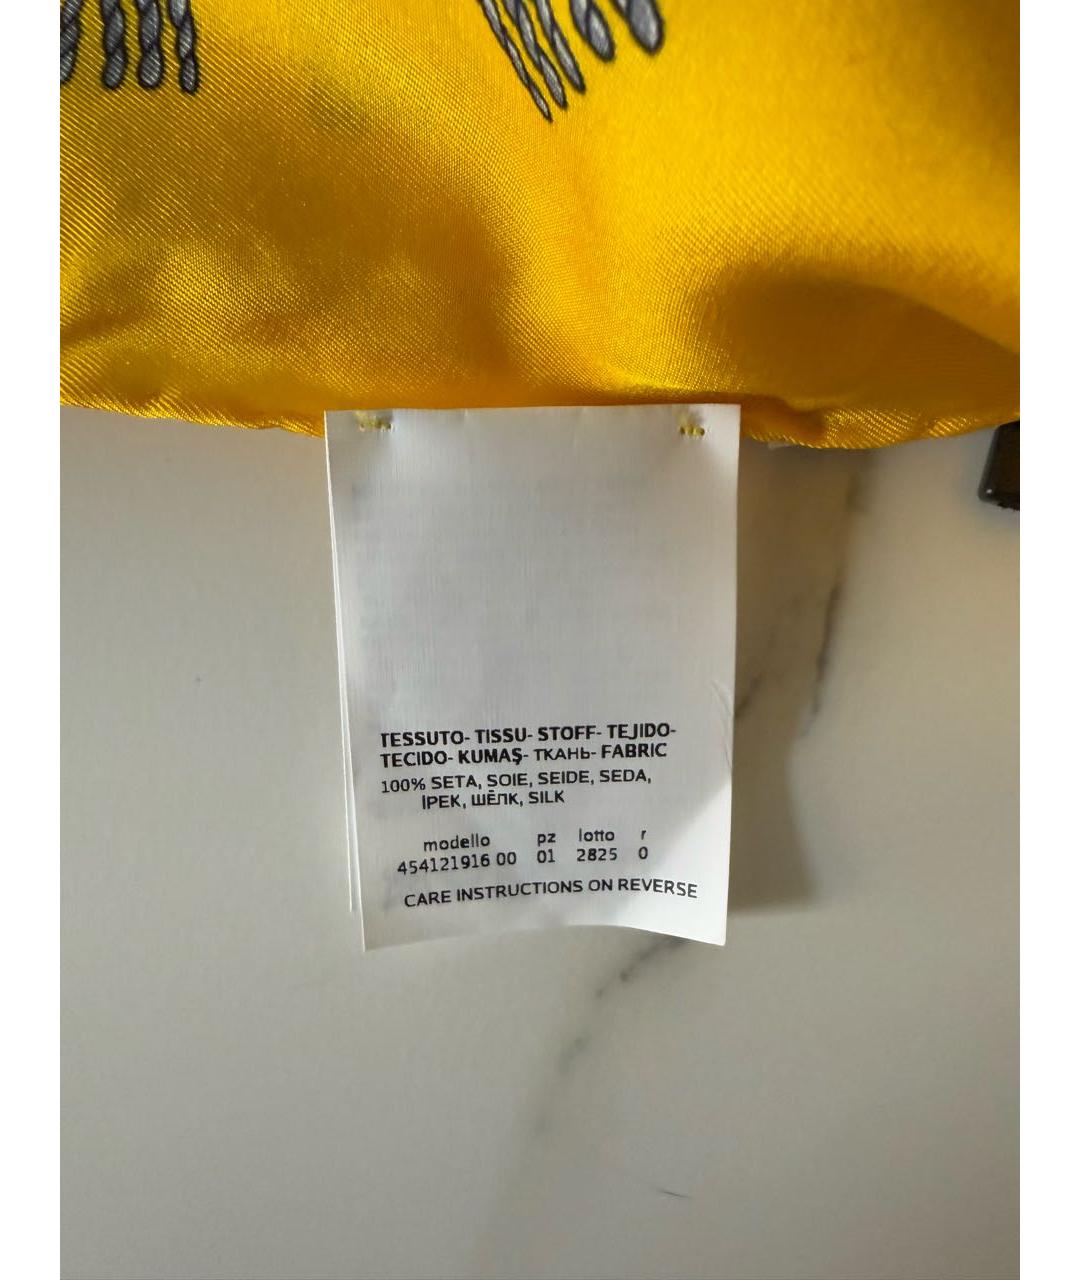 TESSUTO- TISSU- STOFF- TEJIDO-
TECIDO- KUMAŞ- ТКАНЬ- FABRIC
100% SETA, SOIE, SEIDE, SEDA,
İPEK, ШЁЛК, SILK
modello pz lotto r
454121916 00 01 2825 0
CARE INSTRUCTIONS ON REVERSE